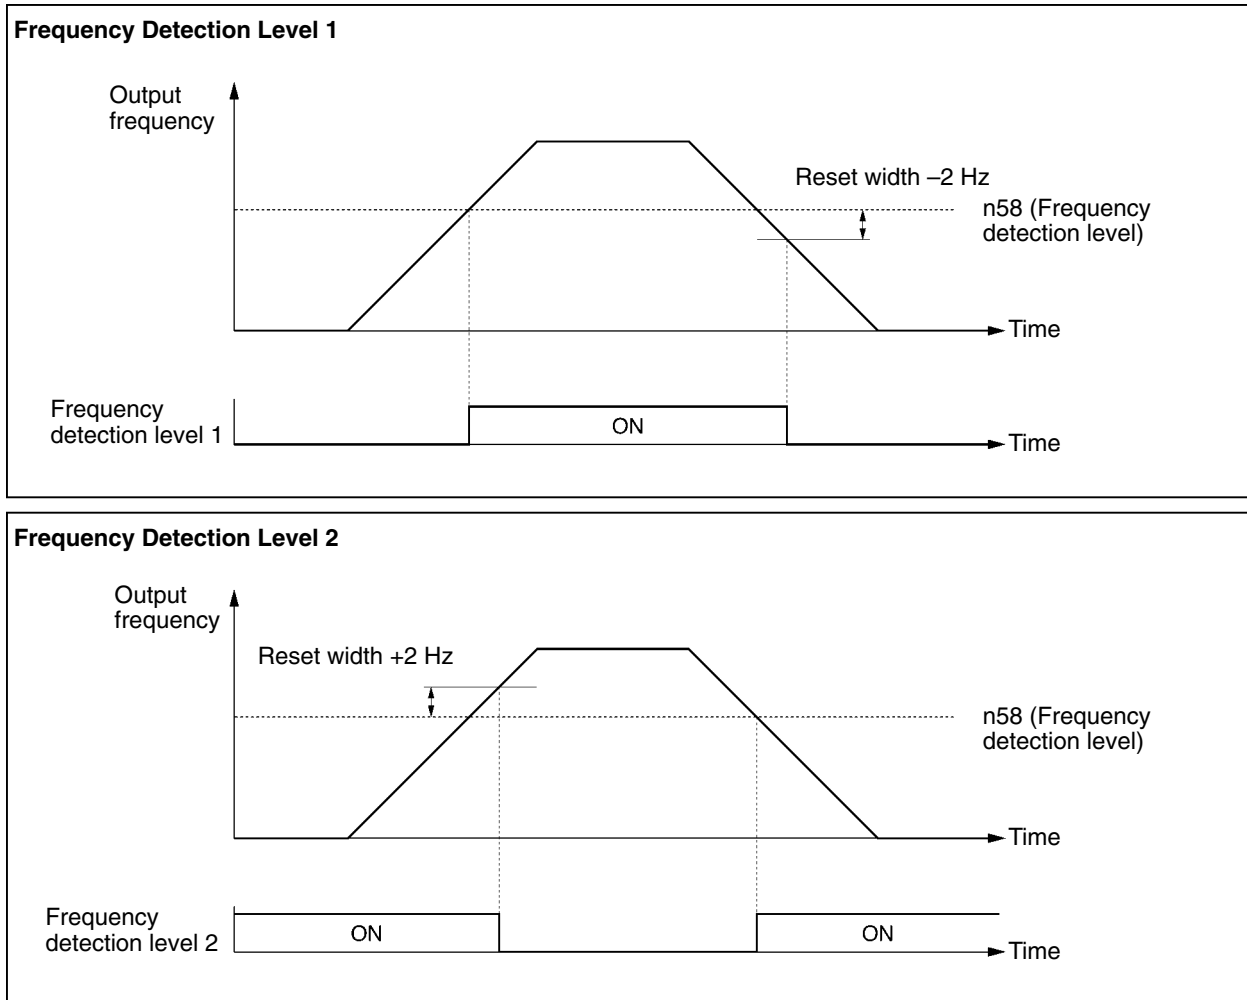 Frequency Detection Level 1
Output
frequency
Reset width –2 Hz
n58 (Frequency
detection level)
Time
Frequency
detection level 1
ON
Time
Frequency Detection Level 2
Output
frequency
Reset width +2 Hz
n58 (Frequency
detection level)
Time
Frequency
detection level 2
ON
ON
Time